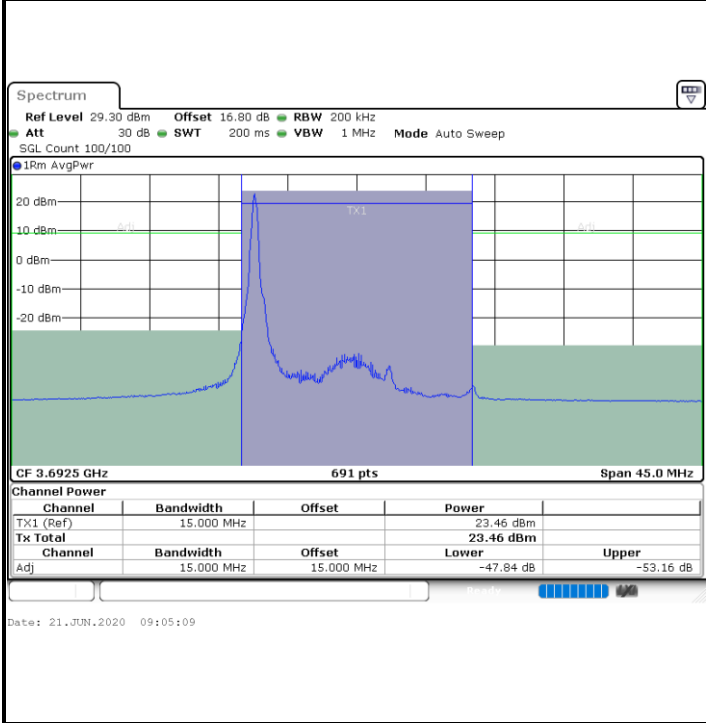 Spectrum
Ref Level 29.30 dBm Offset 16.80 dB RBW 200 kHz
Att 30 dB SWT 200 ms VBW 1 MHz Mode Auto Sweep
SGL Count 100/100
1Rm AvgPwr
20 dBm
TX1
Adj Adj
10 dBm
0 dBm
-10 dBm
-20 dBm
CF 3.6925 GHz 691 pts Span 45.0 MHz
Channel Power
Channel Bandwidth Offset Power
TX1 (Ref) 15.000 MHz 23.46 dBm
Tx Total 23.46 dBm
Channel Bandwidth Offset Lower Upper
Adj 15.000 MHz 15.000 MHz -47.84 dB -53.16 dB
Ready
Date: 21.JUN.2020 09:05:09